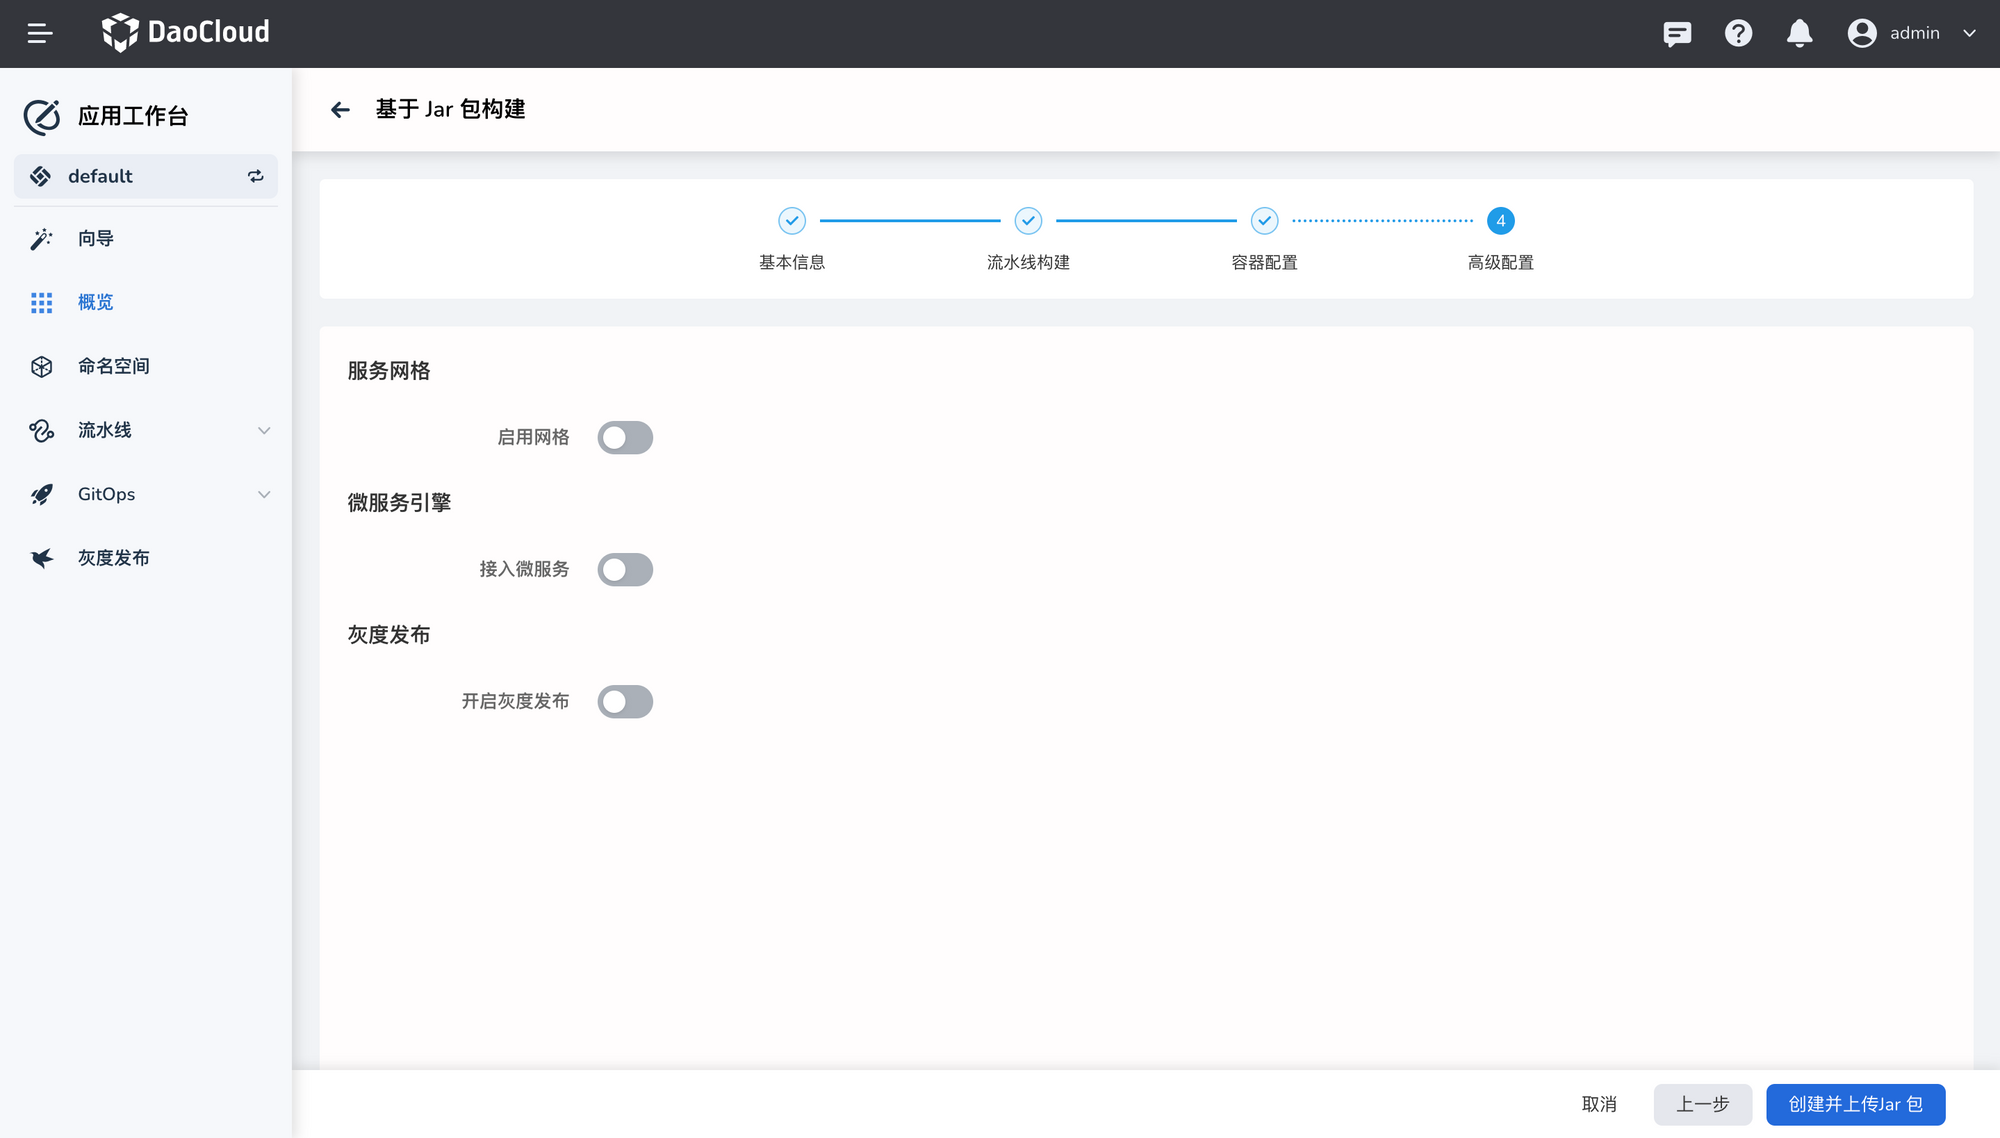 DaoCloud
admin
应用工作台
default
向导
概览
命名空间
流水线
GitOps
灰度发布
基于 Jar 包构建
4
基本信息
流水线构建
容器配置
高级配置
服务网格
启用网格
微服务引擎
接入微服务
灰度发布
开启灰度发布
取消
上一步
创建并上传Jar 包